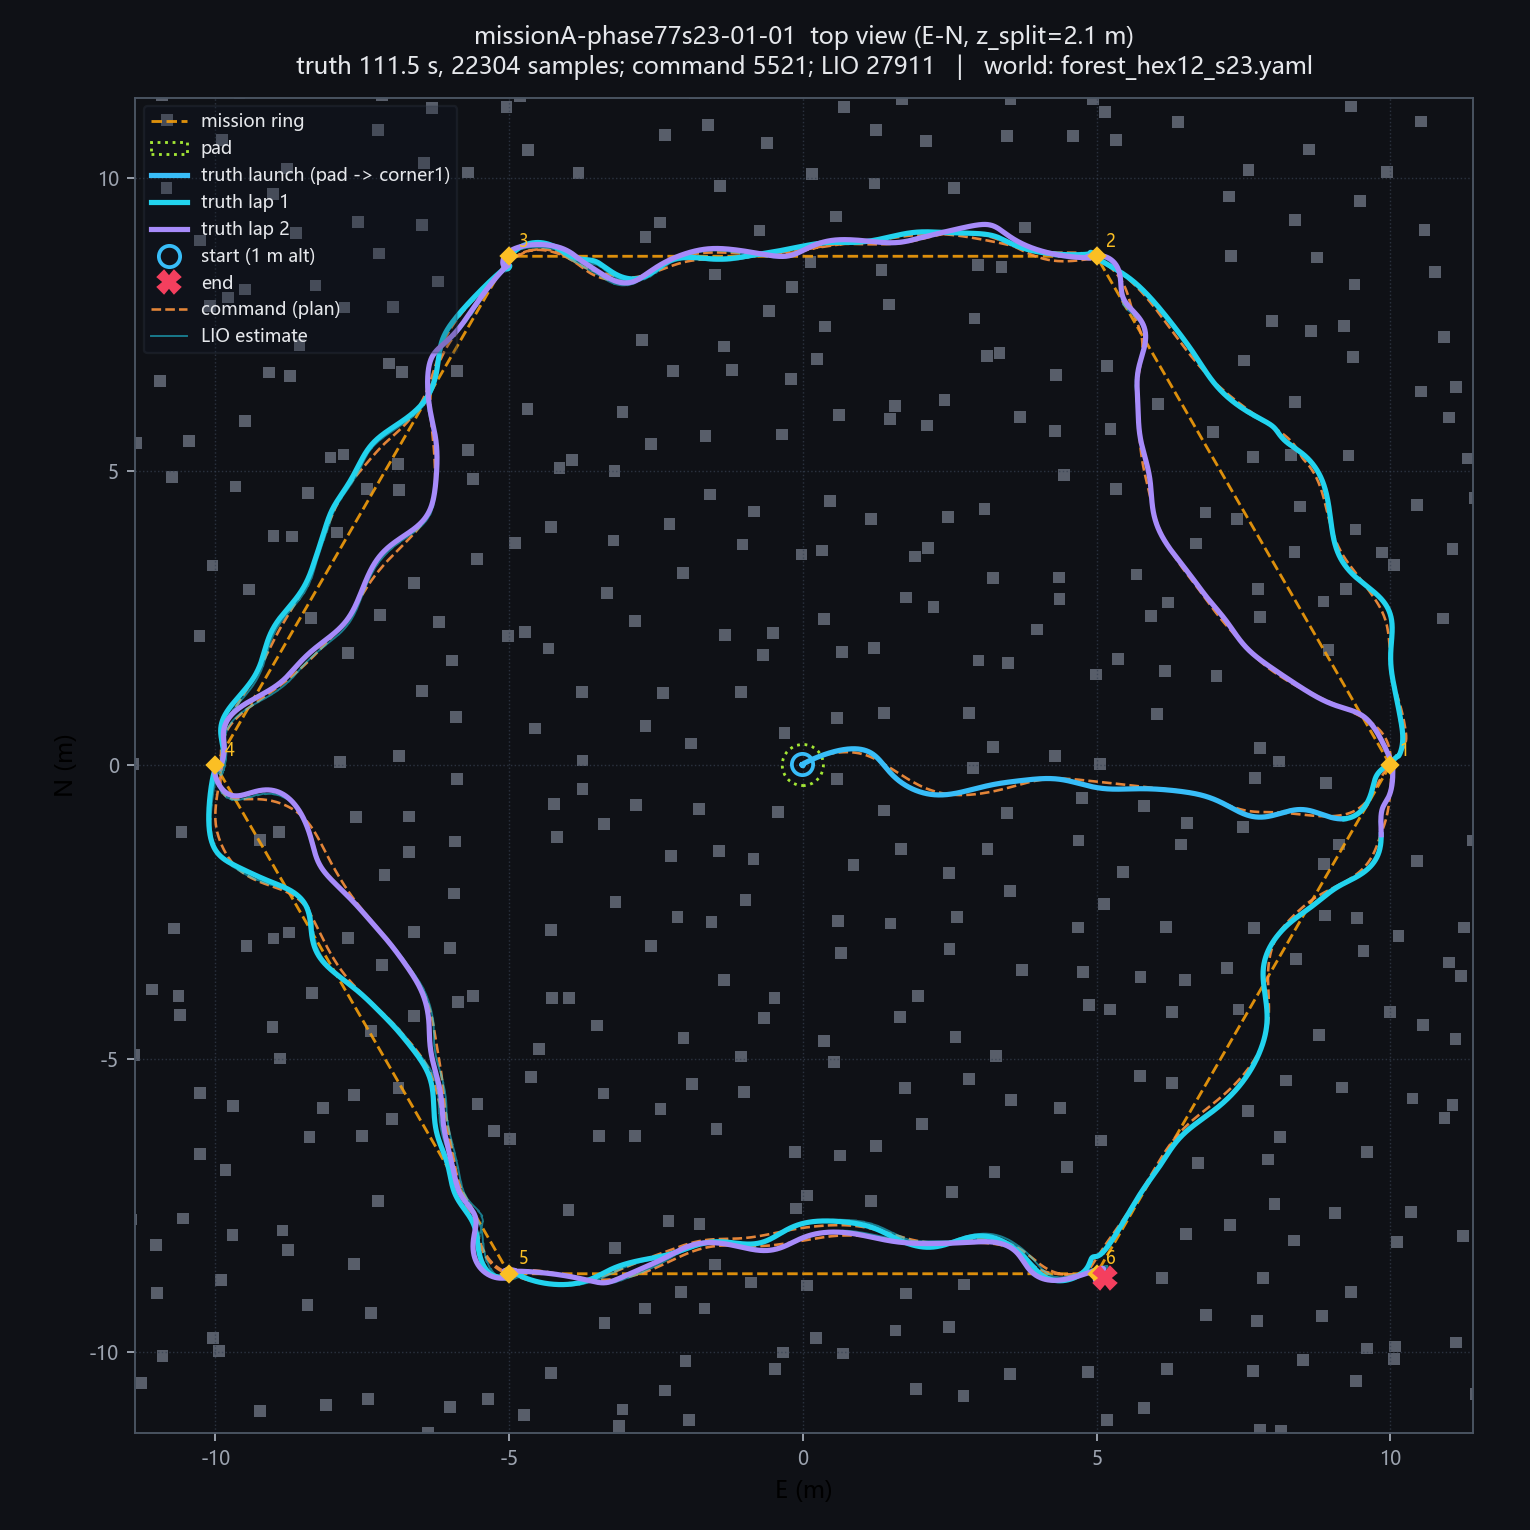 missionA-phase77s23-01-01  top view (E-N, z_split=2.1 m)
truth 111.5 s, 22304 samples; command 5521; LIO 27911   |   world: forest_hex12_s23.yaml
mission ring
pad
truth launch (pad -> corner1)
truth lap 1
truth lap 2
start (1 m alt)
end
command (plan)
LIO estimate
3
2
4
1
5
6
10
5
0
-5
-10
N (m)
-10
-5
0
5
10
E (m)